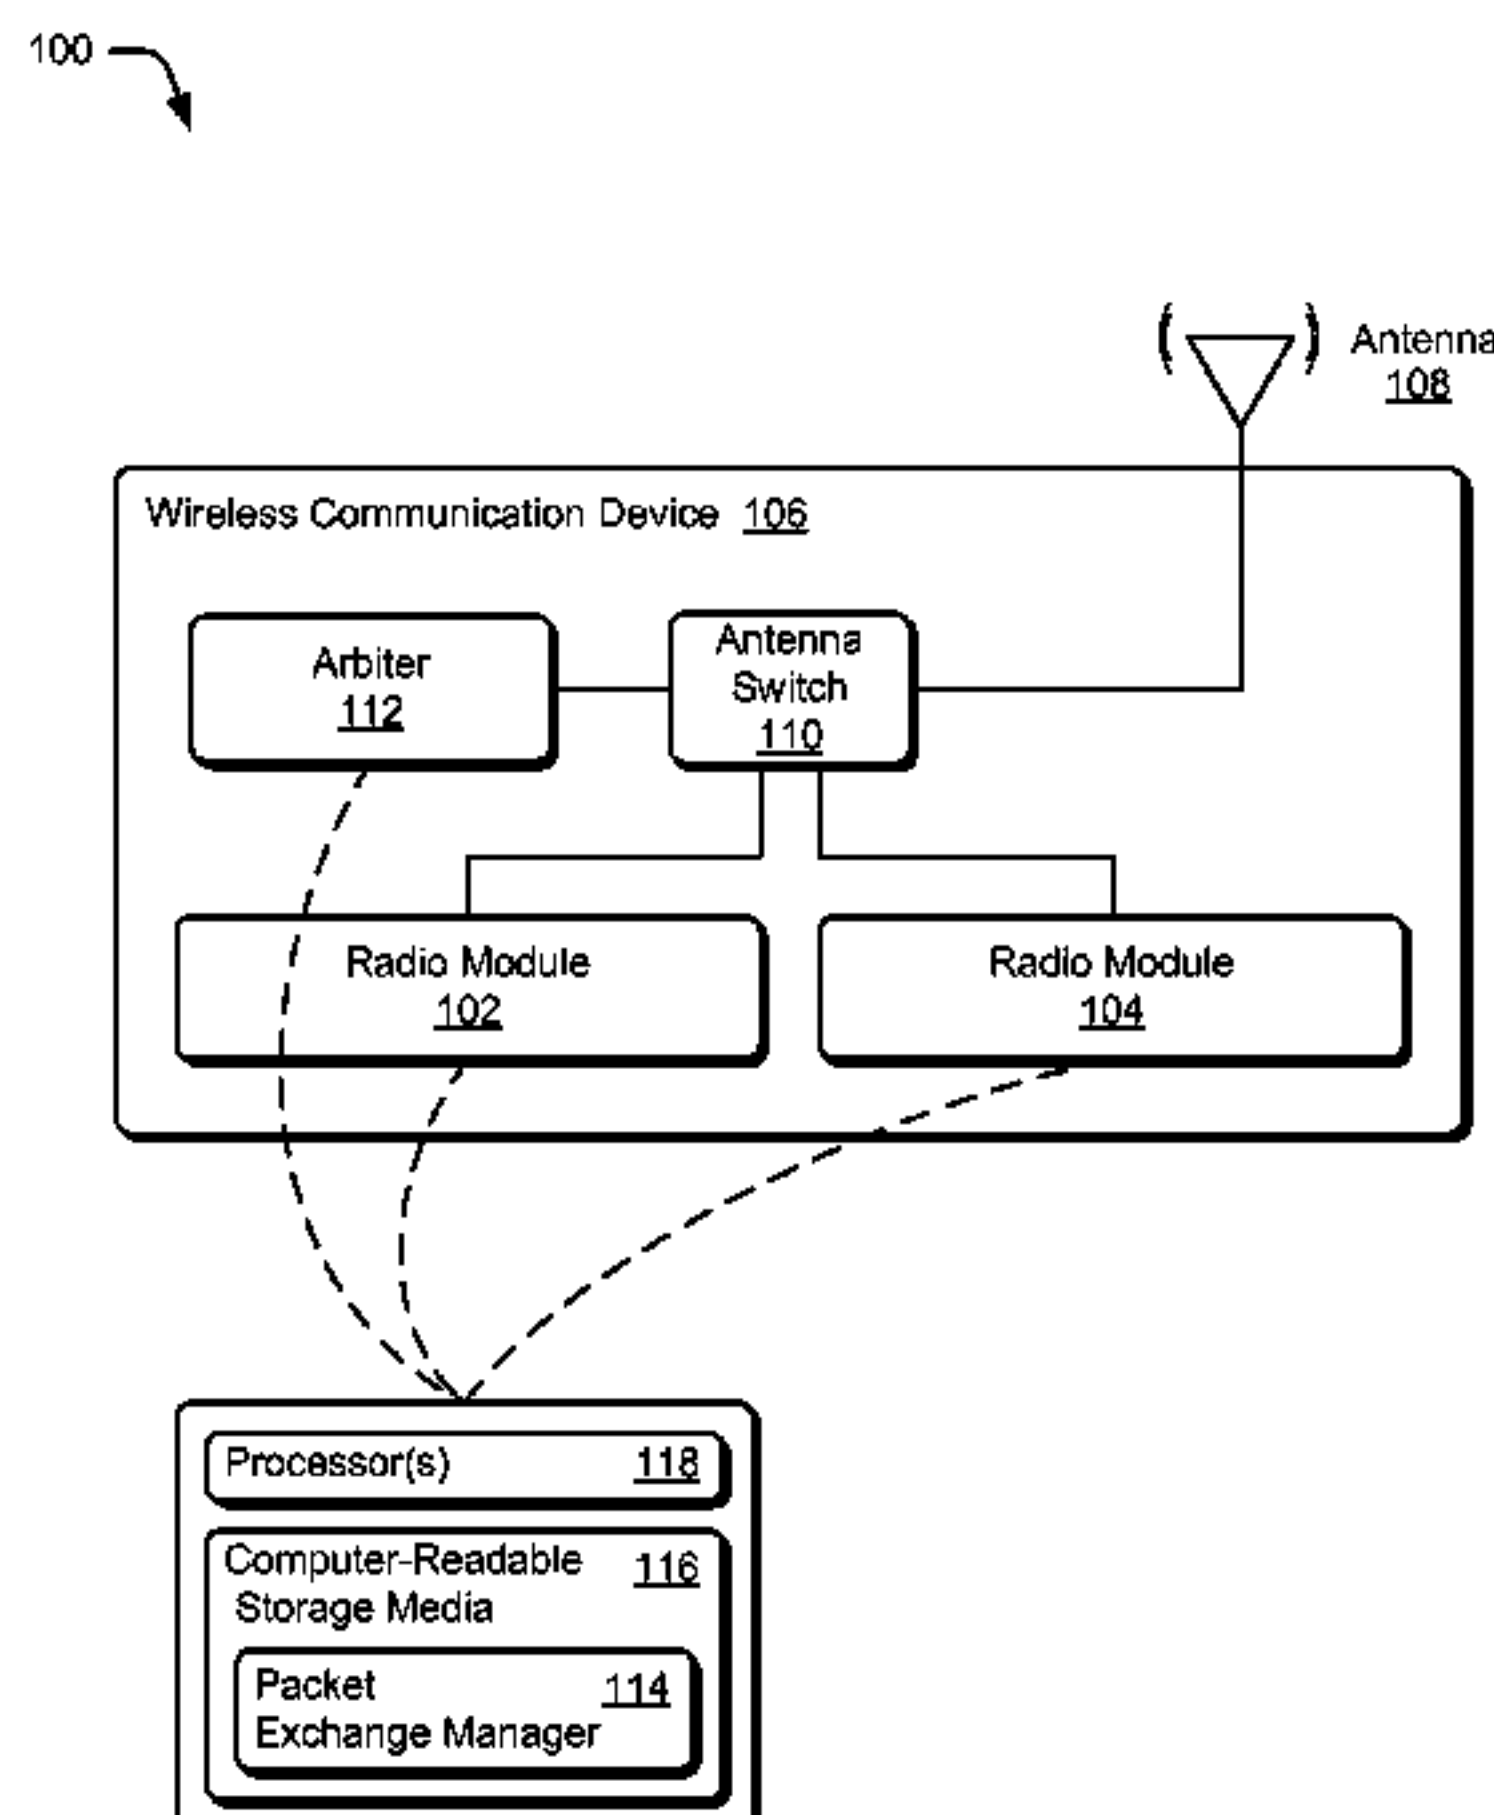 100
Antenna
108
Wireless Communication Device 106
Arbiter
112
Antenna
Switch
110
Radio Module
102
Radio Module
104
Processor(s) 118
Computer-Readable 116
Storage Media
Packet 114
Exchange Manager